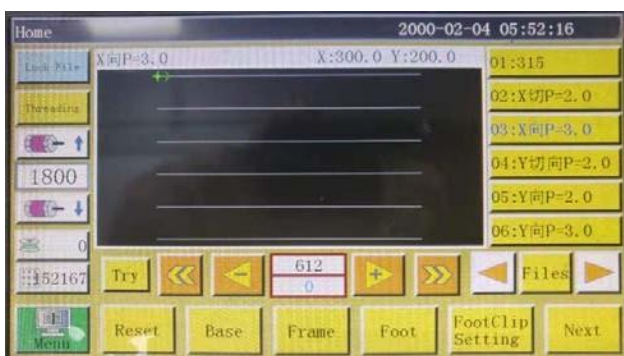 Home 2000-02-04 05:52:16
Lock File
X向P=3.0 X:300.0 Y:200.0
01:315
Threading
02:X切P=2.0
03:X向P=3.0
1800
04:Y切向P=2.0
05:Y向P=2.0
06:Y向P=3.0
0
152167
Try
612
0
Files
Menu
Reset
Base
Frame
Foot
FootClip
Setting
Next